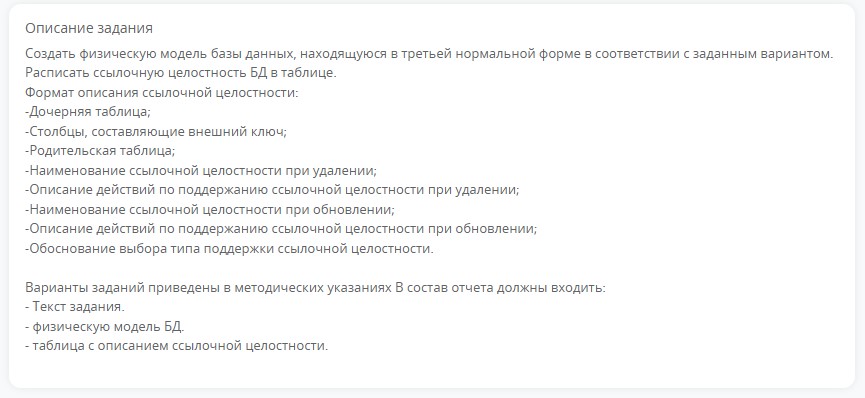 Описание задания
Создать физическую модель базы данных, находящуюся в третьей нормальной форме в соответствии с заданным вариантом.
Расписать ссылочную целостность БД в таблице.
Формат описания ссылочной целостности:
-Дочерняя таблица;
-Столбцы, составляющие внешний ключ;
-Родительская таблица;
-Наименование ссылочной целостности при удалении;
-Описание действий по поддержанию ссылочной целостности при удалении;
-Наименование ссылочной целостности при обновлении;
-Описание действий по поддержанию ссылочной целостности при обновлении;
-Обоснование выбора типа поддержки ссылочной целостности.
Варианты заданий приведены в методических указаниях В состав отчета должны входить:
- Текст задания.
- физическую модель БД.
- таблица с описанием ссылочной целостности.